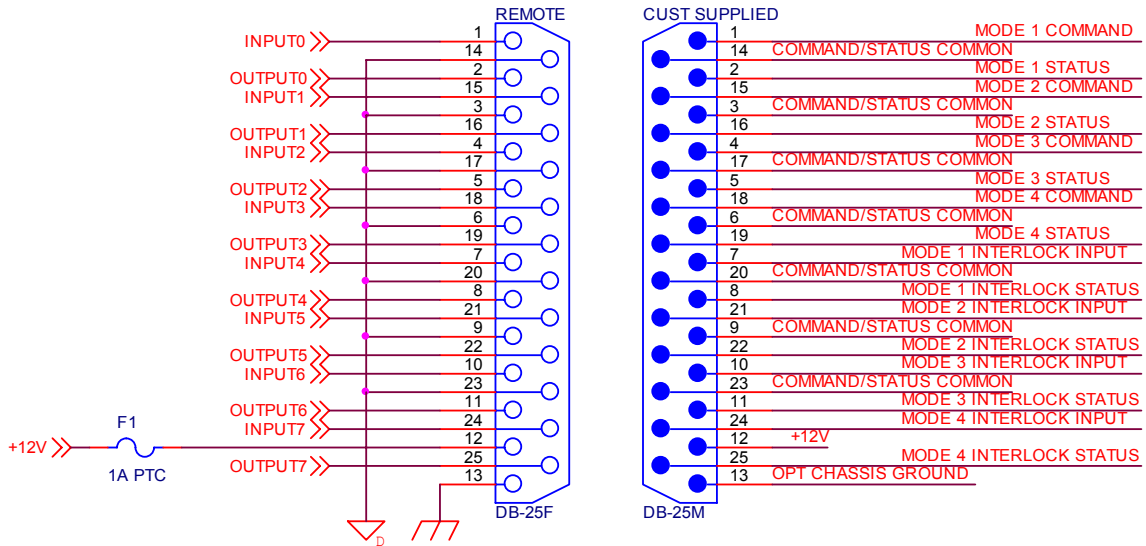 REMOTE CUST SUPPLIED
INPUT0 1 1 MODE 1 COMMAND
14 14 COMMAND/STATUS COMMON
OUTPUT0 2 2 MODE 1 STATUS
INPUT1 15 15 MODE 2 COMMAND
3 3 COMMAND/STATUS COMMON
OUTPUT1 16 16 MODE 2 STATUS
INPUT2 4 4 MODE 3 COMMAND
17 17 COMMAND/STATUS COMMON
OUTPUT2 5 5 MODE 3 STATUS
INPUT3 18 18 MODE 4 COMMAND
6 6 COMMAND/STATUS COMMON
OUTPUT3 19 19 MODE 4 STATUS
INPUT4 7 7 MODE 1 INTERLOCK INPUT
20 20 COMMAND/STATUS COMMON
OUTPUT4 8 8 MODE 1 INTERLOCK STATUS
INPUT5 21 21 MODE 2 INTERLOCK INPUT
9 9 COMMAND/STATUS COMMON
OUTPUT5 22 22 MODE 2 INTERLOCK STATUS
INPUT6 10 10 MODE 3 INTERLOCK INPUT
23 23 COMMAND/STATUS COMMON
OUTPUT6 11 11 MODE 3 INTERLOCK STATUS
F1 INPUT7 24 24 MODE 4 INTERLOCK INPUT
+12V 12 12 +12V
1A PTC OUTPUT7 25 25 MODE 4 INTERLOCK STATUS
13 13 OPT CHASSIS GROUND
DB-25F DB-25M
D